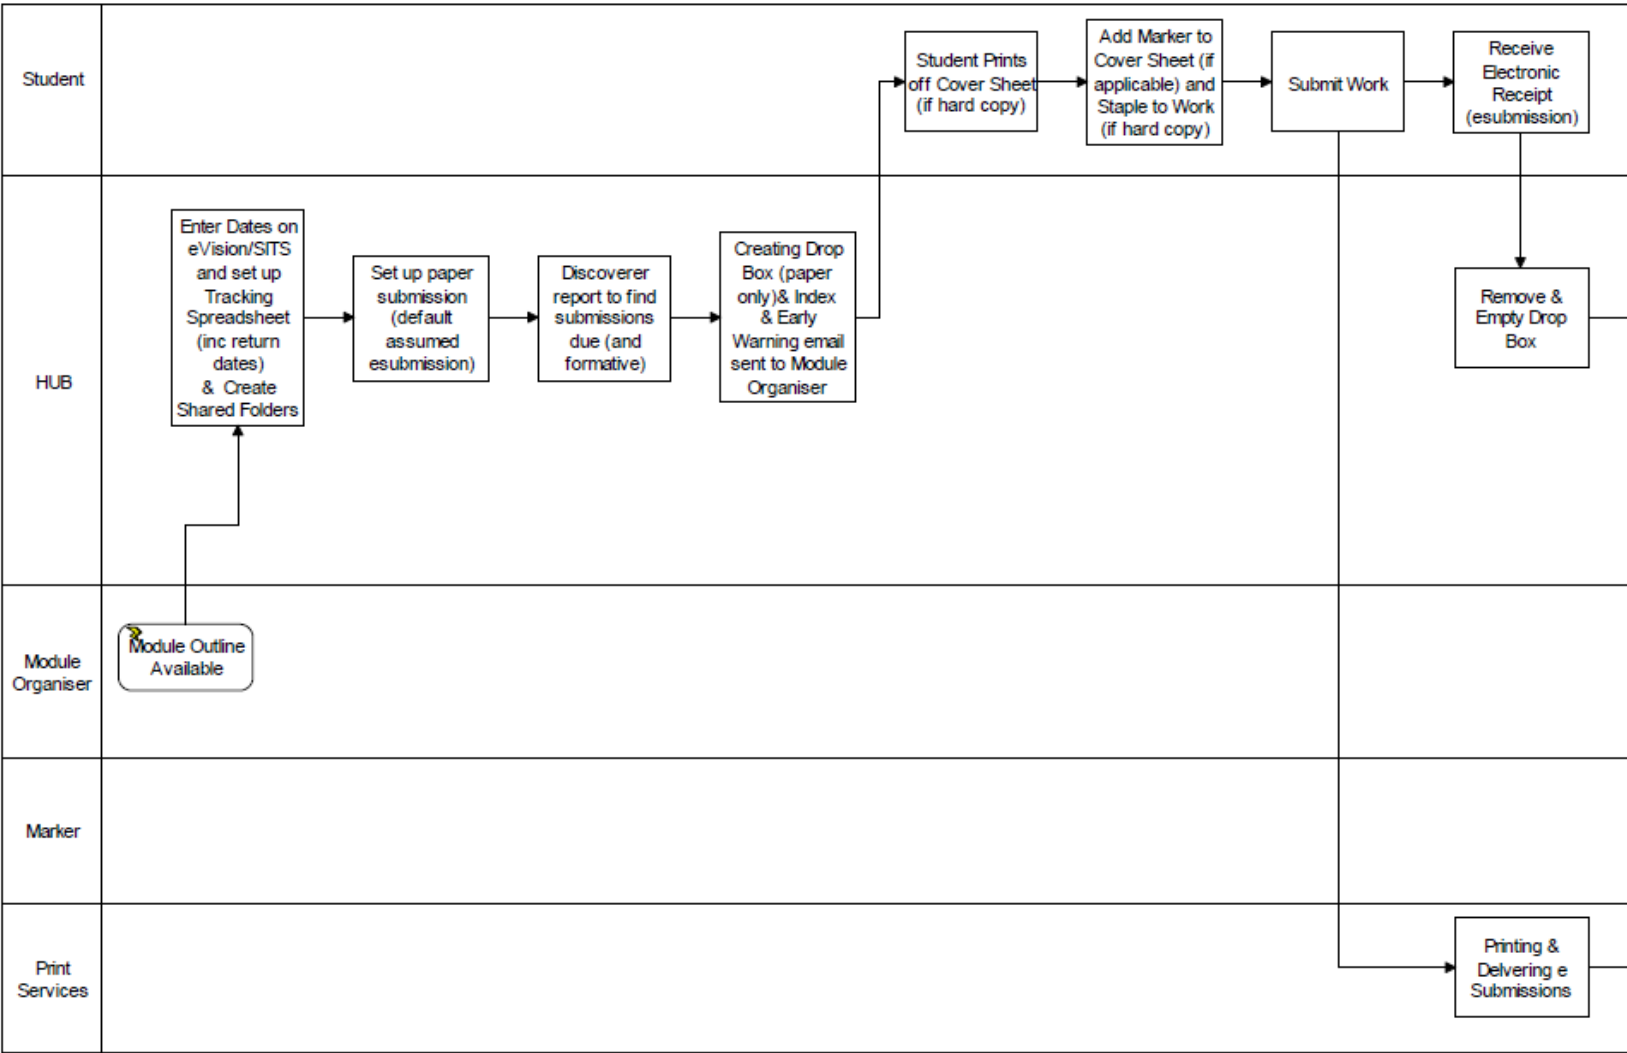 Student
Student Prints
off Cover Sheet
(if hard copy)
Add Marker to
Cover Sheet (if
applicable) and
Staple to Work
(if hard copy)
Submit Work
Receive
Electronic
Receipt
(esubmission)
HUB
Enter Dates on
eVision/SITS
and set up
Tracking
Spreadsheet
(inc return
dates)
& Create
Shared Folders
Set up paper
submission
(default
assumed
esubmission)
Discoverer
report to find
submissions
due (and
formative)
Creating Drop
Box (paper
only)& Index
& Early
Warning email
sent to Module
Organiser
Remove &
Empty Drop
Box
Module
Organiser
Module Outline
Available
Marker
Print
Services
Printing &
Delvering e
Submissions